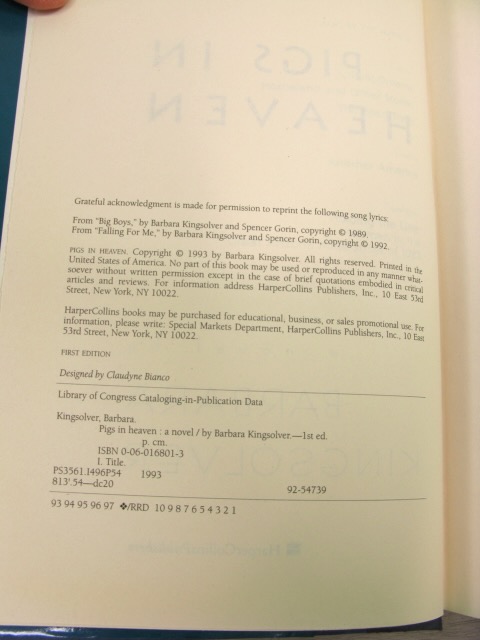 PIGS IN
HEAVEN
Grateful acknowledgment is made for permission to reprint the following song lyrics:
From "Big Boys," by Barbara Kingsolver and Spencer Gorin, copyright © 1989.
From "Falling For Me," by Barbara Kingsolver and Spencer Gorin, copyright © 1992.
PIGS IN HEAVEN. Copyright © 1993 by Barbara Kingsolver. All rights reserved. Printed in the
United States of America. No part of this book may be used or reproduced in any manner what-
soever without written permission except in the case of brief quotations embodied in critical
articles and reviews. For information address HarperCollins Publishers, Inc., 10 East 53rd
Street, New York, NY 10022.
HarperCollins books may be purchased for educational, business, or sales promotional use. For
information, please write: Special Markets Department, HarperCollins Publishers, Inc., 10 East
53rd Street, New York, NY 10022.
FIRST EDITION
Designed by Claudyne Bianco
Library of Congress Cataloging-in-Publication Data
Kingsolver, Barbara.
Pigs in heaven : a novel / by Barbara Kingsolver.—1st ed.
p. cm.
ISBN 0-06-016801-3
I. Title.
PS3561.I496P54 1993
813'.54—dc20 92-54739
93 94 95 96 97 ❖/RRD 10 9 8 7 6 5 4 3 2 1